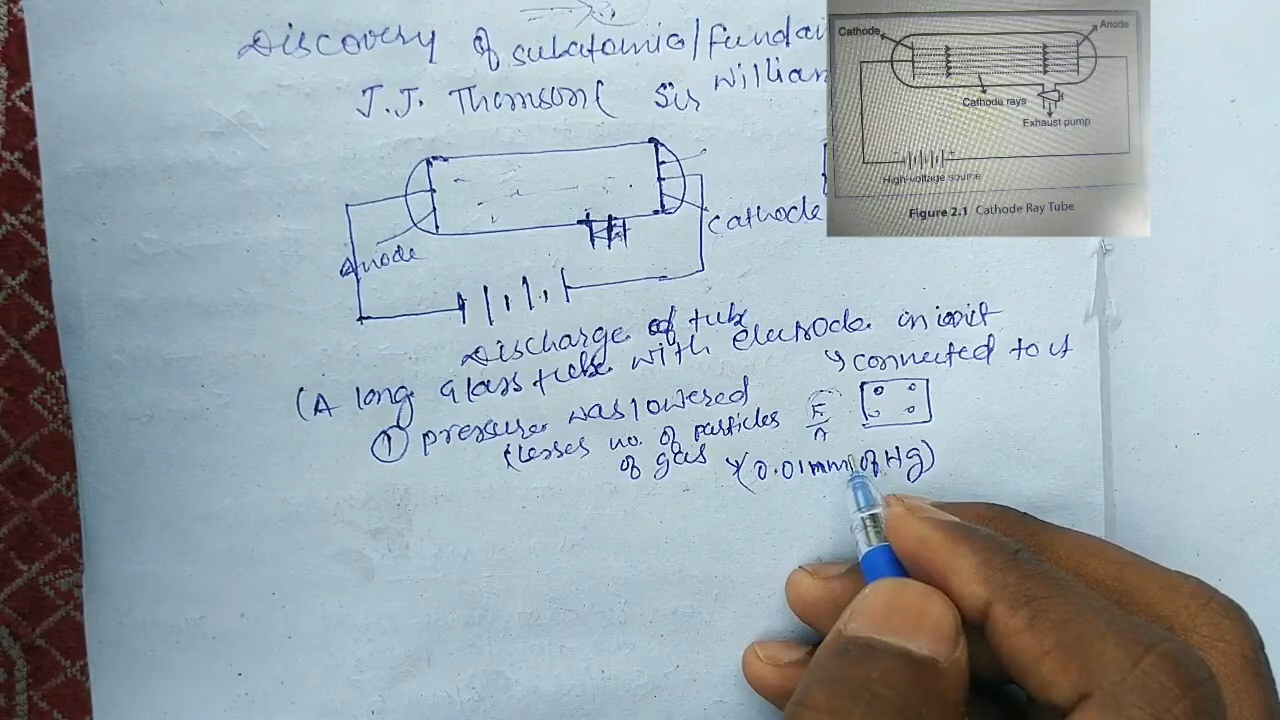 Discovery of subatomic/fundai
J.J. Thomson ( Sir William
Anode
cathode
Discharge of tube
(A long Glass tube with electrode in it
↳ connected to it
① pressure was lowered
(lesses no. of particles
of gas
F/A
(0.01mm of Hg)
Cathode
Anode
Cathode rays
Exhaust pump
+
High-voltage source
Figure 2.1 Cathode Ray Tube